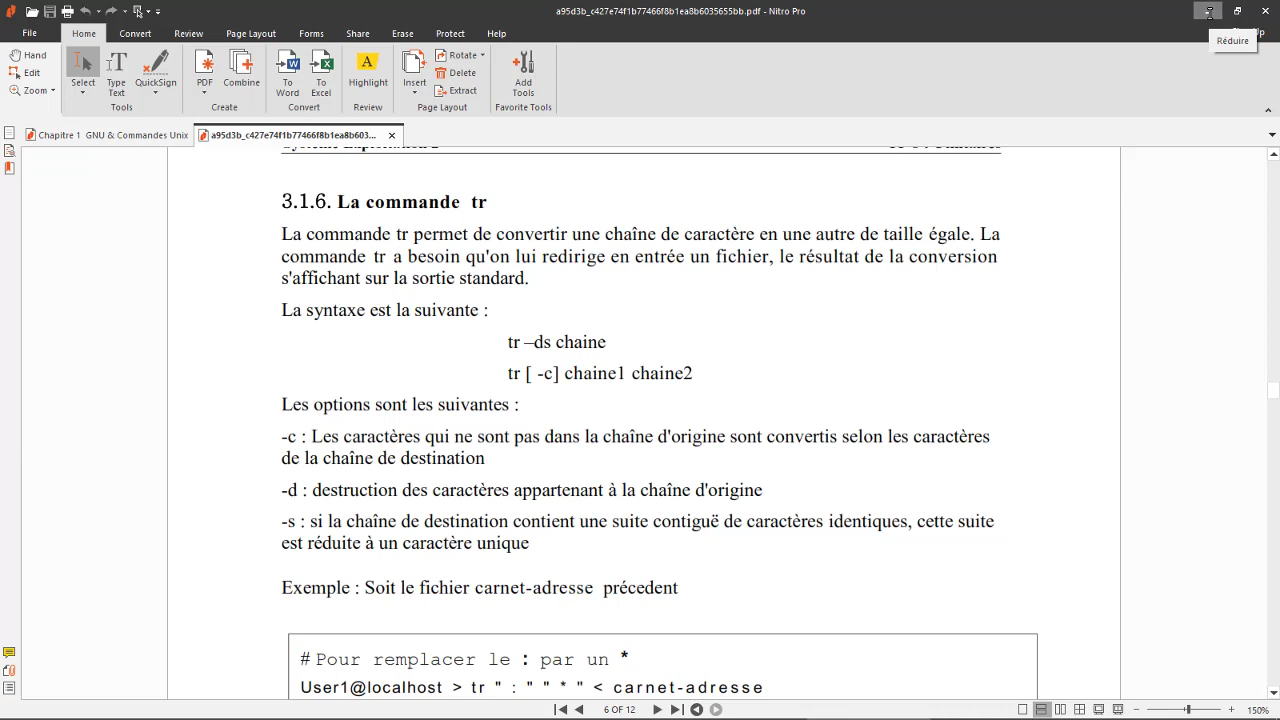 a95d3b_c427e74f1b77466f8b1ea8b6035655bb.pdf - Nitro Pro
File Home Convert Review Page Layout Forms Share Erase Protect Help
Réduire
Hand
Edit
Zoom
Select
Type Text
QuickSign
Tools
PDF
Combine
Create
To Word
To Excel
Convert
Highlight
Review
Insert
Rotate
Delete
Extract
Page Layout
Add Tools
Favorite Tools
Chapitre 1 GNU & Commandes Unix
a95d3b_c427e74f1b77466f8b1ea8b603...
3.1.6. La commande tr
La commande tr permet de convertir une chaîne de caractère en une autre de taille égale. La
commande tr a besoin qu'on lui redirige en entrée un fichier, le résultat de la conversion
s'affichant sur la sortie standard.
La syntaxe est la suivante :
tr –ds chaine
tr [ -c] chaine1 chaine2
Les options sont les suivantes :
-c : Les caractères qui ne sont pas dans la chaîne d'origine sont convertis selon les caractères
de la chaîne de destination
-d : destruction des caractères appartenant à la chaîne d'origine
-s : si la chaîne de destination contient une suite contiguë de caractères identiques, cette suite
est réduite à un caractère unique
Exemple : Soit le fichier carnet-adresse précedent
# Pour remplacer le : par un *
User1@localhost > tr " : " " * " < carnet-adresse
6 OF 12
150%